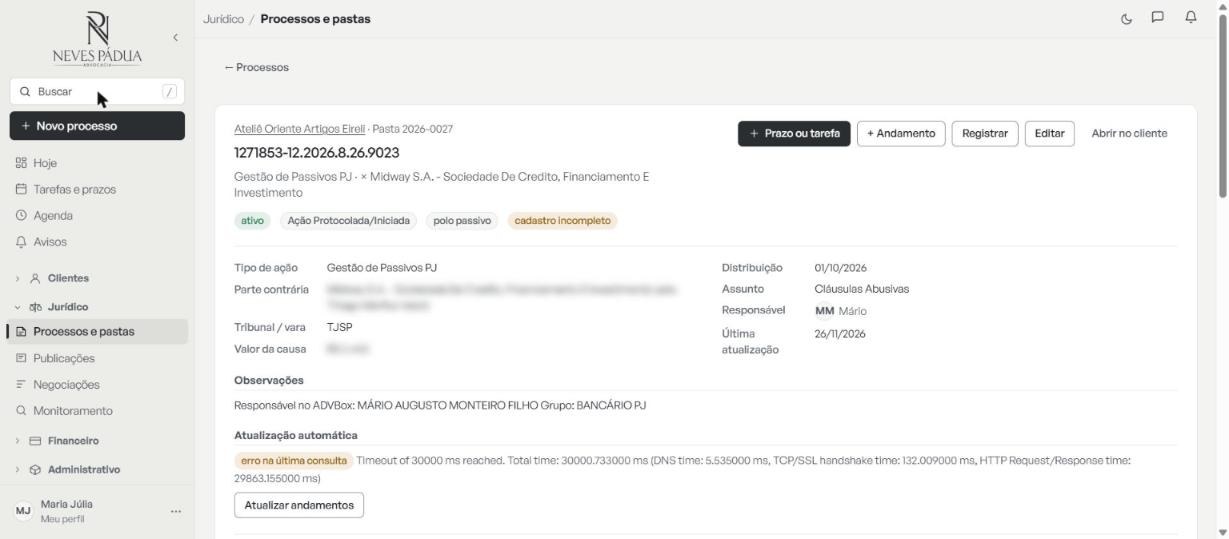 NEVES PÁDUA
ADVOCACIA
Buscar /
+ Novo processo
Hoje
Tarefas e prazos
Agenda
Avisos
Clientes
Jurídico
Processos e pastas
Publicações
Negociações
Monitoramento
Financeiro
Administrativo
MJ Maria Júlia
Meu perfil
Jurídico / Processos e pastas
← Processos
Ateliê Oriente Artigos Eireli · Pasta 2026-0027
1271853-12.2026.8.26.9023
Gestão de Passivos PJ · × Midway S.A. - Sociedade De Credito, Financiamento E
Investimento
+ Prazo ou tarefa + Andamento Registrar Editar Abrir no cliente
ativo Ação Protocolada/Iniciada polo passivo cadastro incompleto
Tipo de ação Gestão de Passivos PJ
Parte contrária
Tribunal / vara TJSP
Valor da causa
Distribuição 01/10/2026
Assunto Cláusulas Abusivas
Responsável MM Mário
Última
atualização 26/11/2026
Observações
Responsável no ADVBox: MÁRIO AUGUSTO MONTEIRO FILHO Grupo: BANCÁRIO PJ
Atualização automática
erro na última consulta Timeout of 30000 ms reached. Total time: 30000.733000 ms (DNS time: 5.535000 ms, TCP/SSL handshake time: 132.009000 ms, HTTP Request/Response time:
29863.155000 ms)
Atualizar andamentos